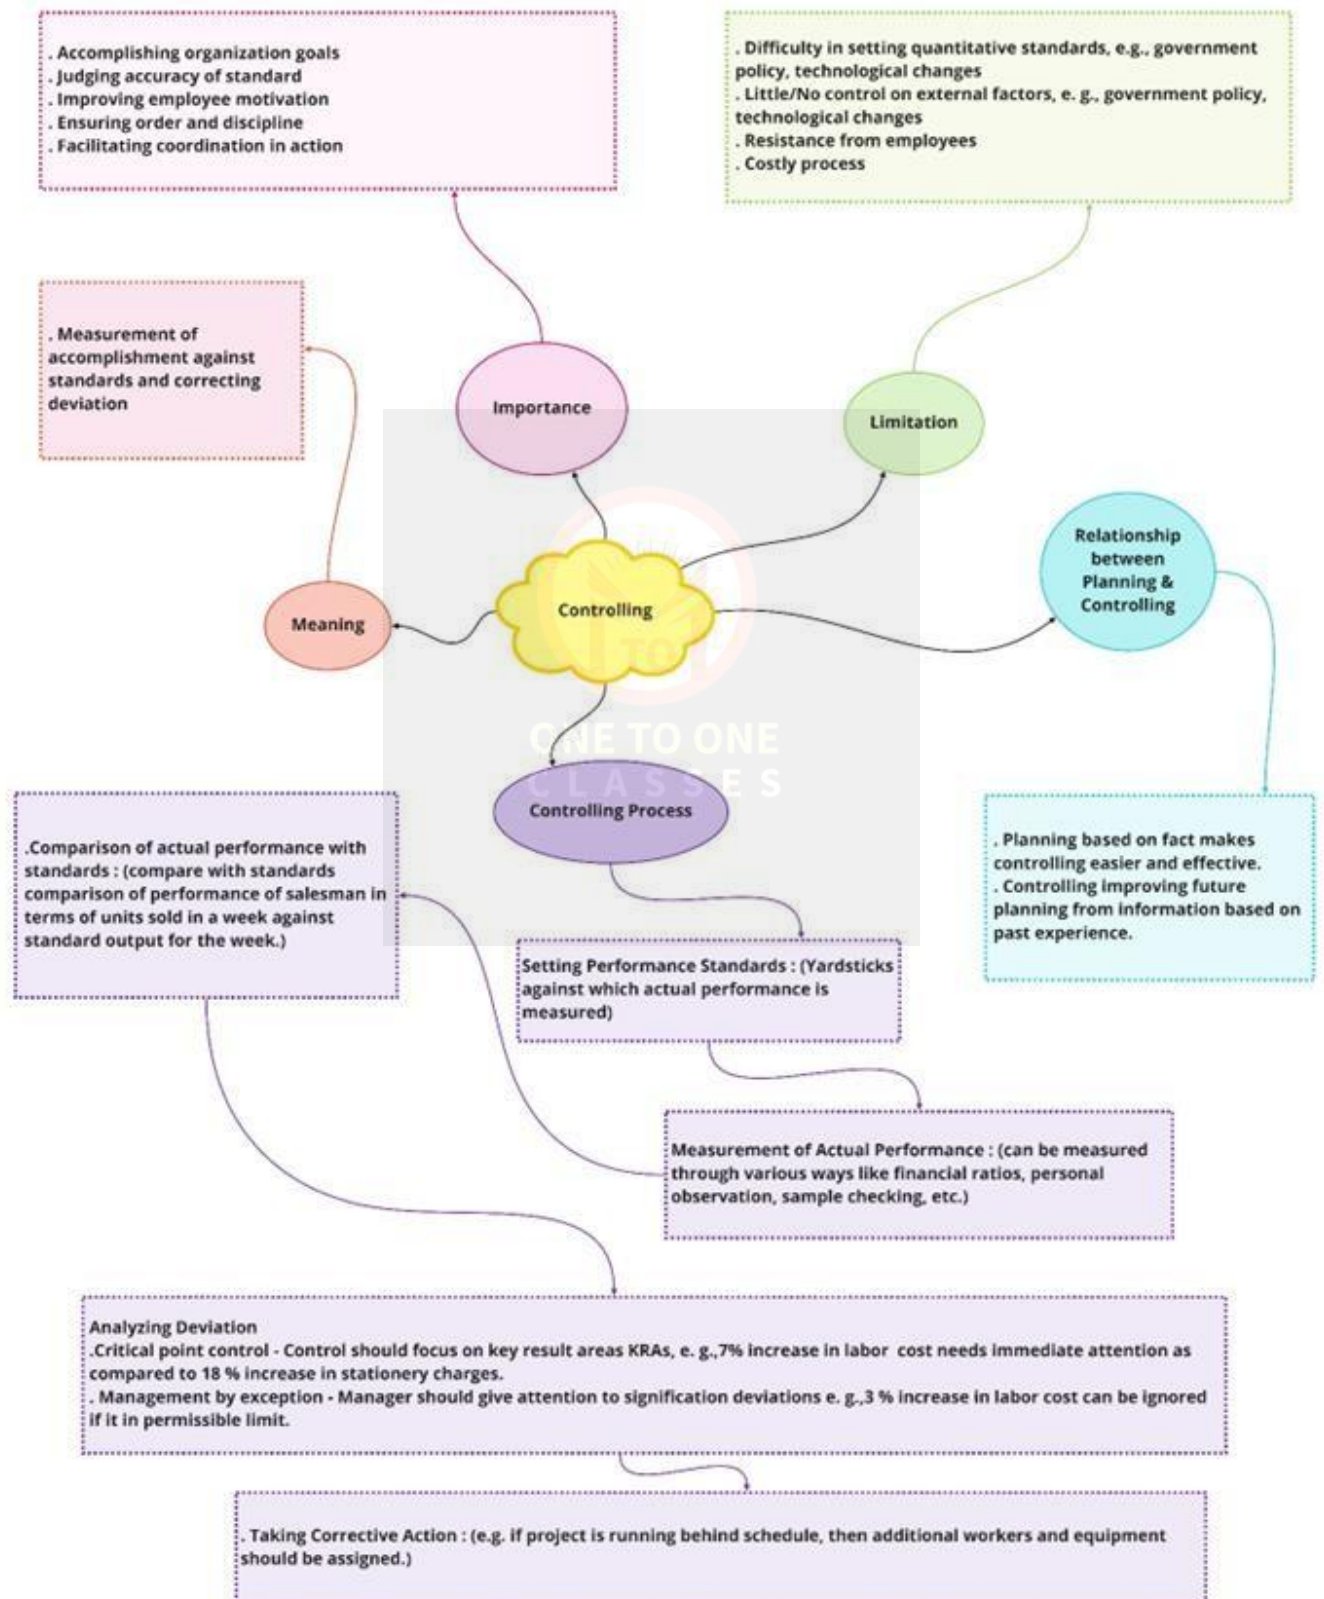 . Accomplishing organization goals
. Judging accuracy of standard
. Improving employee motivation
. Ensuring order and discipline
. Facilitating coordination in action
. Difficulty in setting quantitative standards, e.g., government
policy, technological changes
. Little/No control on external factors, e. g., government policy,
technological changes
. Resistance from employees
. Costly process
. Measurement of
accomplishment against
standards and correcting
deviation
Importance
Limitation
Relationship
between
Planning &
Controlling
Meaning
Controlling
TO
ONE TO ONE
CLASSES
Controlling Process
. Planning based on fact makes
controlling easier and effective.
. Controlling improving future
planning from information based on
past experience.
.Comparison of actual performance with
standards : (compare with standards
comparison of performance of salesman in
terms of units sold in a week against
standard output for the week.)
Setting Performance Standards : (Yardsticks
against which actual performance is
measured)
Measurement of Actual Performance : (can be measured
through various ways like financial ratios, personal
observation, sample checking, etc.)
Analyzing Deviation
.Critical point control - Control should focus on key result areas KRAs, e. g.,7% increase in labor cost needs immediate attention as
compared to 18 % increase in stationery charges.
. Management by exception - Manager should give attention to signification deviations e. g.,3 % increase in labor cost can be ignored
if it in permissible limit.
. Taking Corrective Action : (e.g. if project is running behind schedule, then additional workers and equipment
should be assigned.)